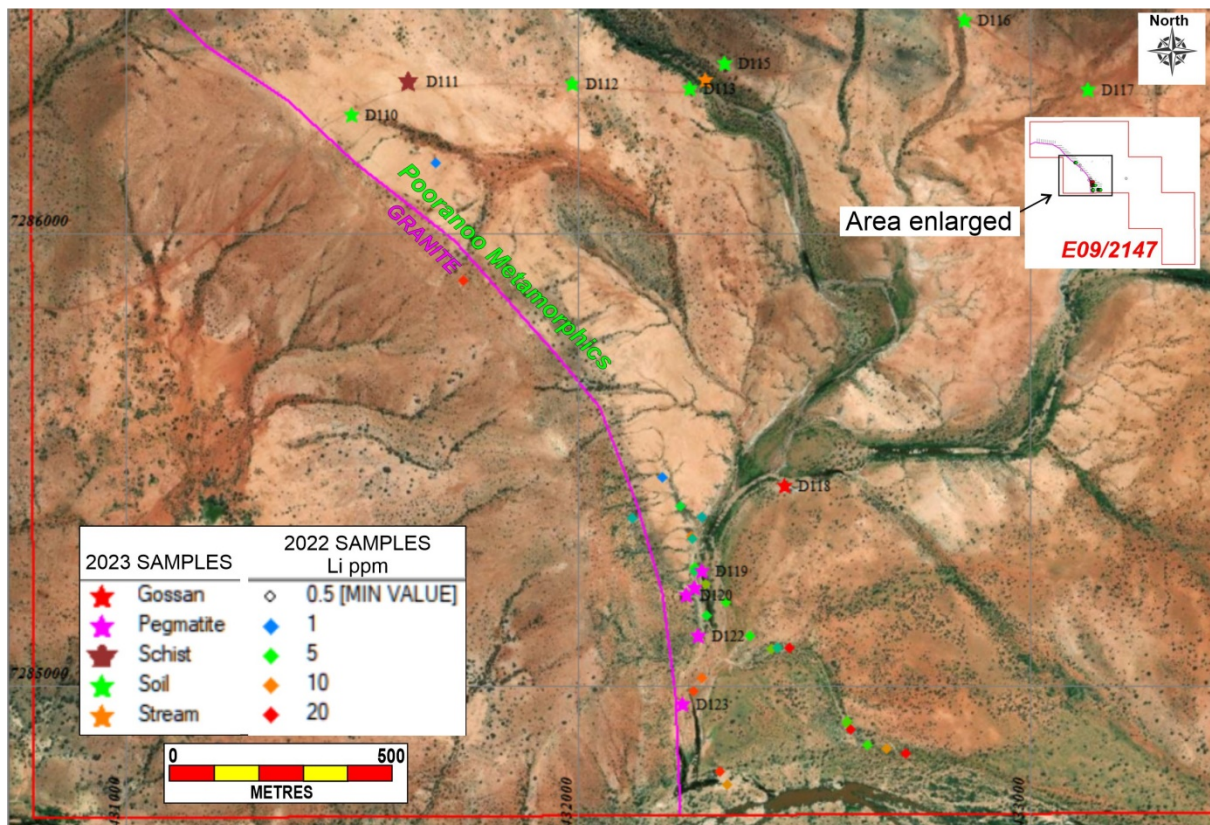 North
D116
D115
D111
D112
D113
D117
D110
7286000
Pooranoo Metamorphics
GRANITE
Area enlarged
E09/2147
D118
D119
D120
D122
D123
7285000
2023 SAMPLES
Gossan
Pegmatite
Schist
Soil
Stream
2022 SAMPLES
Li ppm
0.5 [MIN VALUE]
1
5
10
20
0 500
METRES
431000
432000